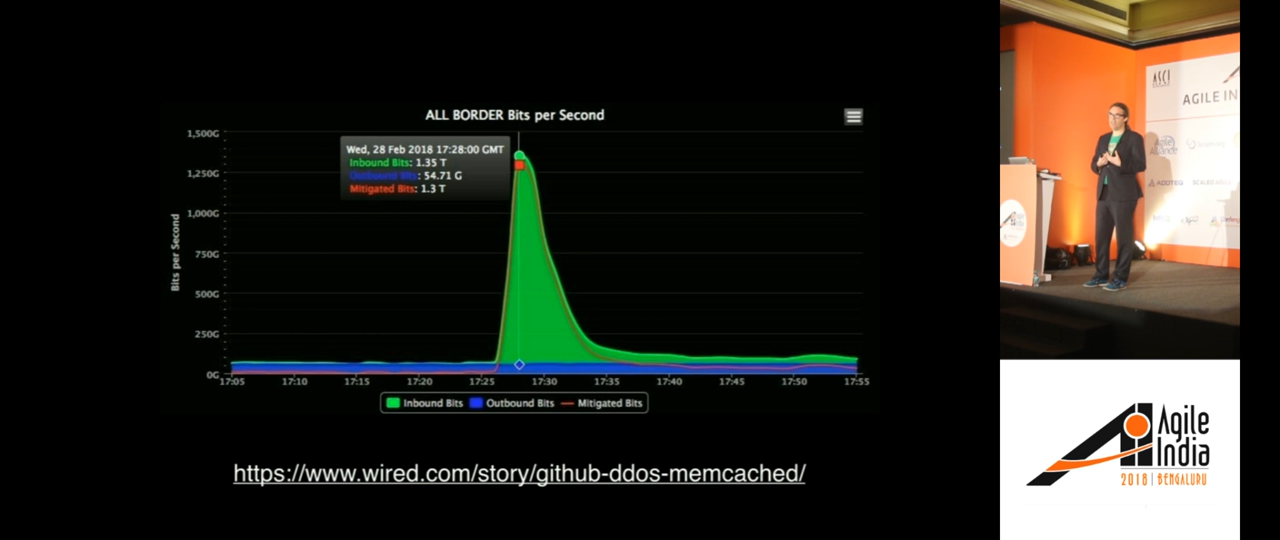 ALL BORDER Bits per Second
1,500G
1,250G
1,000G
750G
500G
250G
0G
Bits per Second
Wed, 28 Feb 2018 17:28:00 GMT
Inbound Bits: 1.35 T
Outbound Bits: 54.71 G
Mitigated Bits: 1.3 T
17:05
17:10
17:15
17:20
17:25
17:30
17:35
17:40
17:45
17:50
17:55
Inbound Bits
Outbound Bits
Mitigated Bits
https://www.wired.com/story/github-ddos-memcached/
ASCI
AGILE IN
Agile
Alliance
Agile
India
2018 | BENGALURU